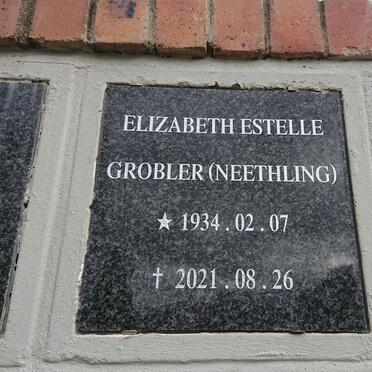 ELIZABETH ESTELLE
GROBLER (NEETHLING)
★ 1934.02.07
† 2021.08.26